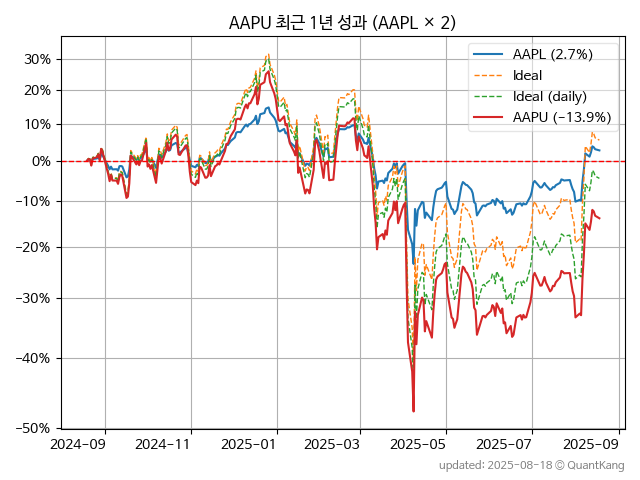 AAPU 최근 1년 성과 (AAPL × 2)
AAPL (2.7%)
Ideal
Ideal (daily)
AAPU (−13.9%)
30%
20%
10%
0%
−10%
−20%
−30%
−40%
−50%
2024-09 2024-11 2025-01 2025-03 2025-05 2025-07 2025-09
updated: 2025-08-18 © QuantKang